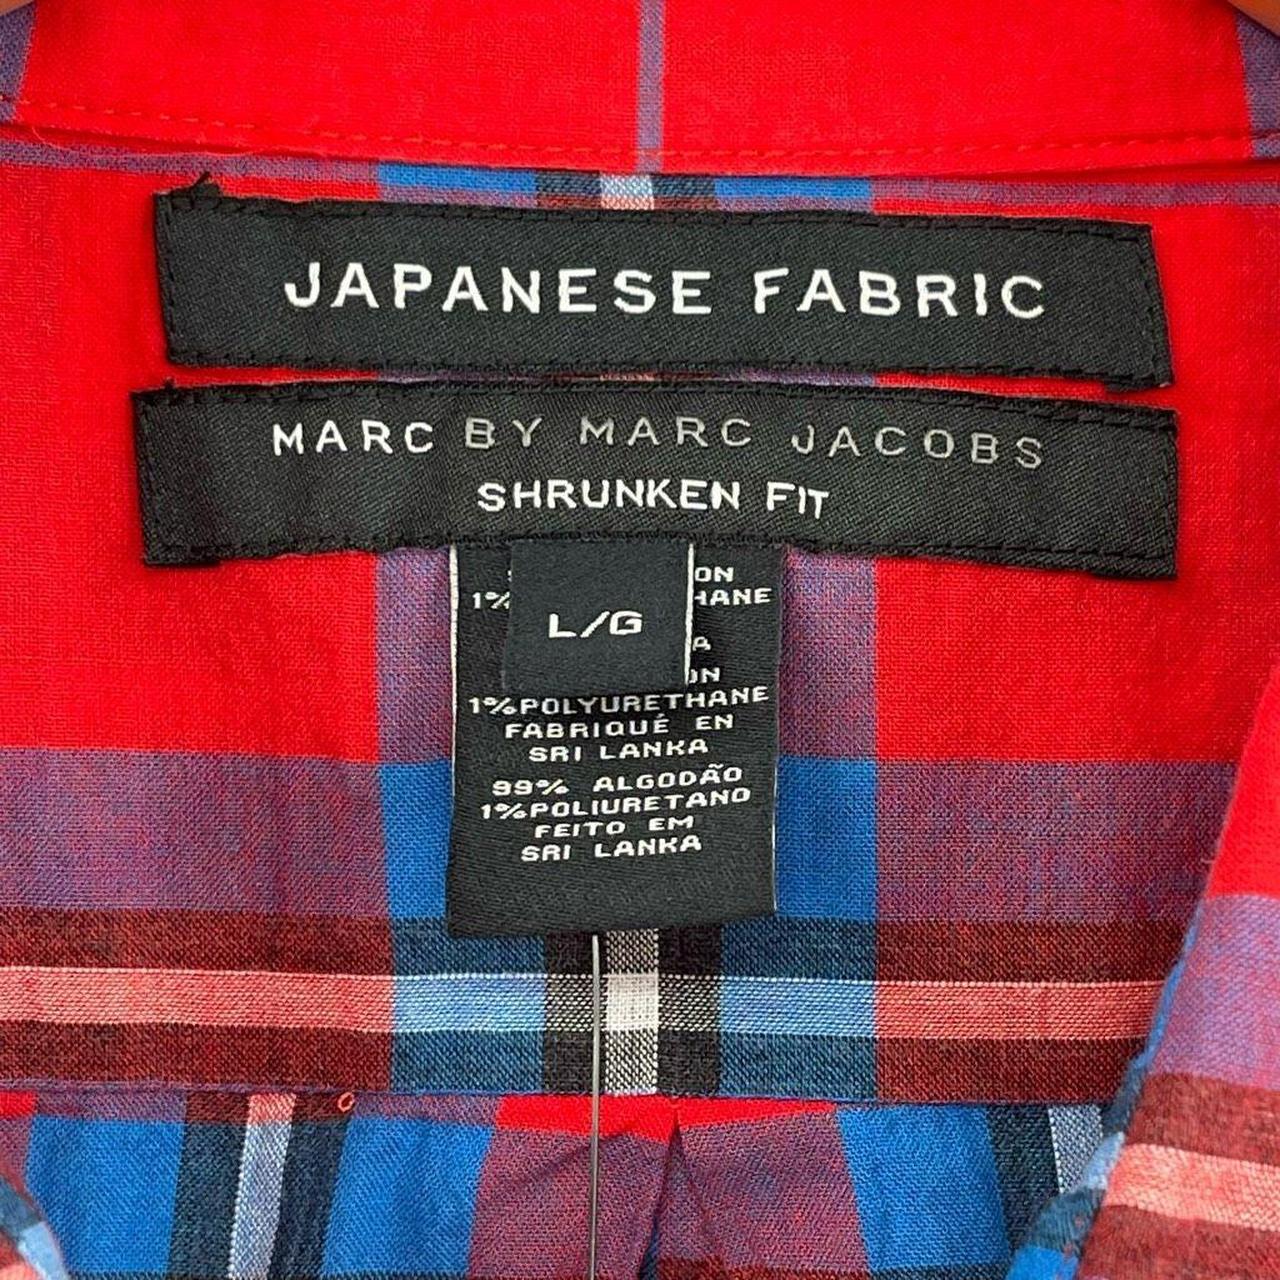 JAPANESE FABRIC
MARC BY MARC JACOBS
SHRUNKEN FIT
L/G
1%
1%POLYURETHANE
FABRIQUÉ EN
SRI LANKA
99% ALGODÃO
1%POLIURETANO
FEITO EM
SRI LANKA